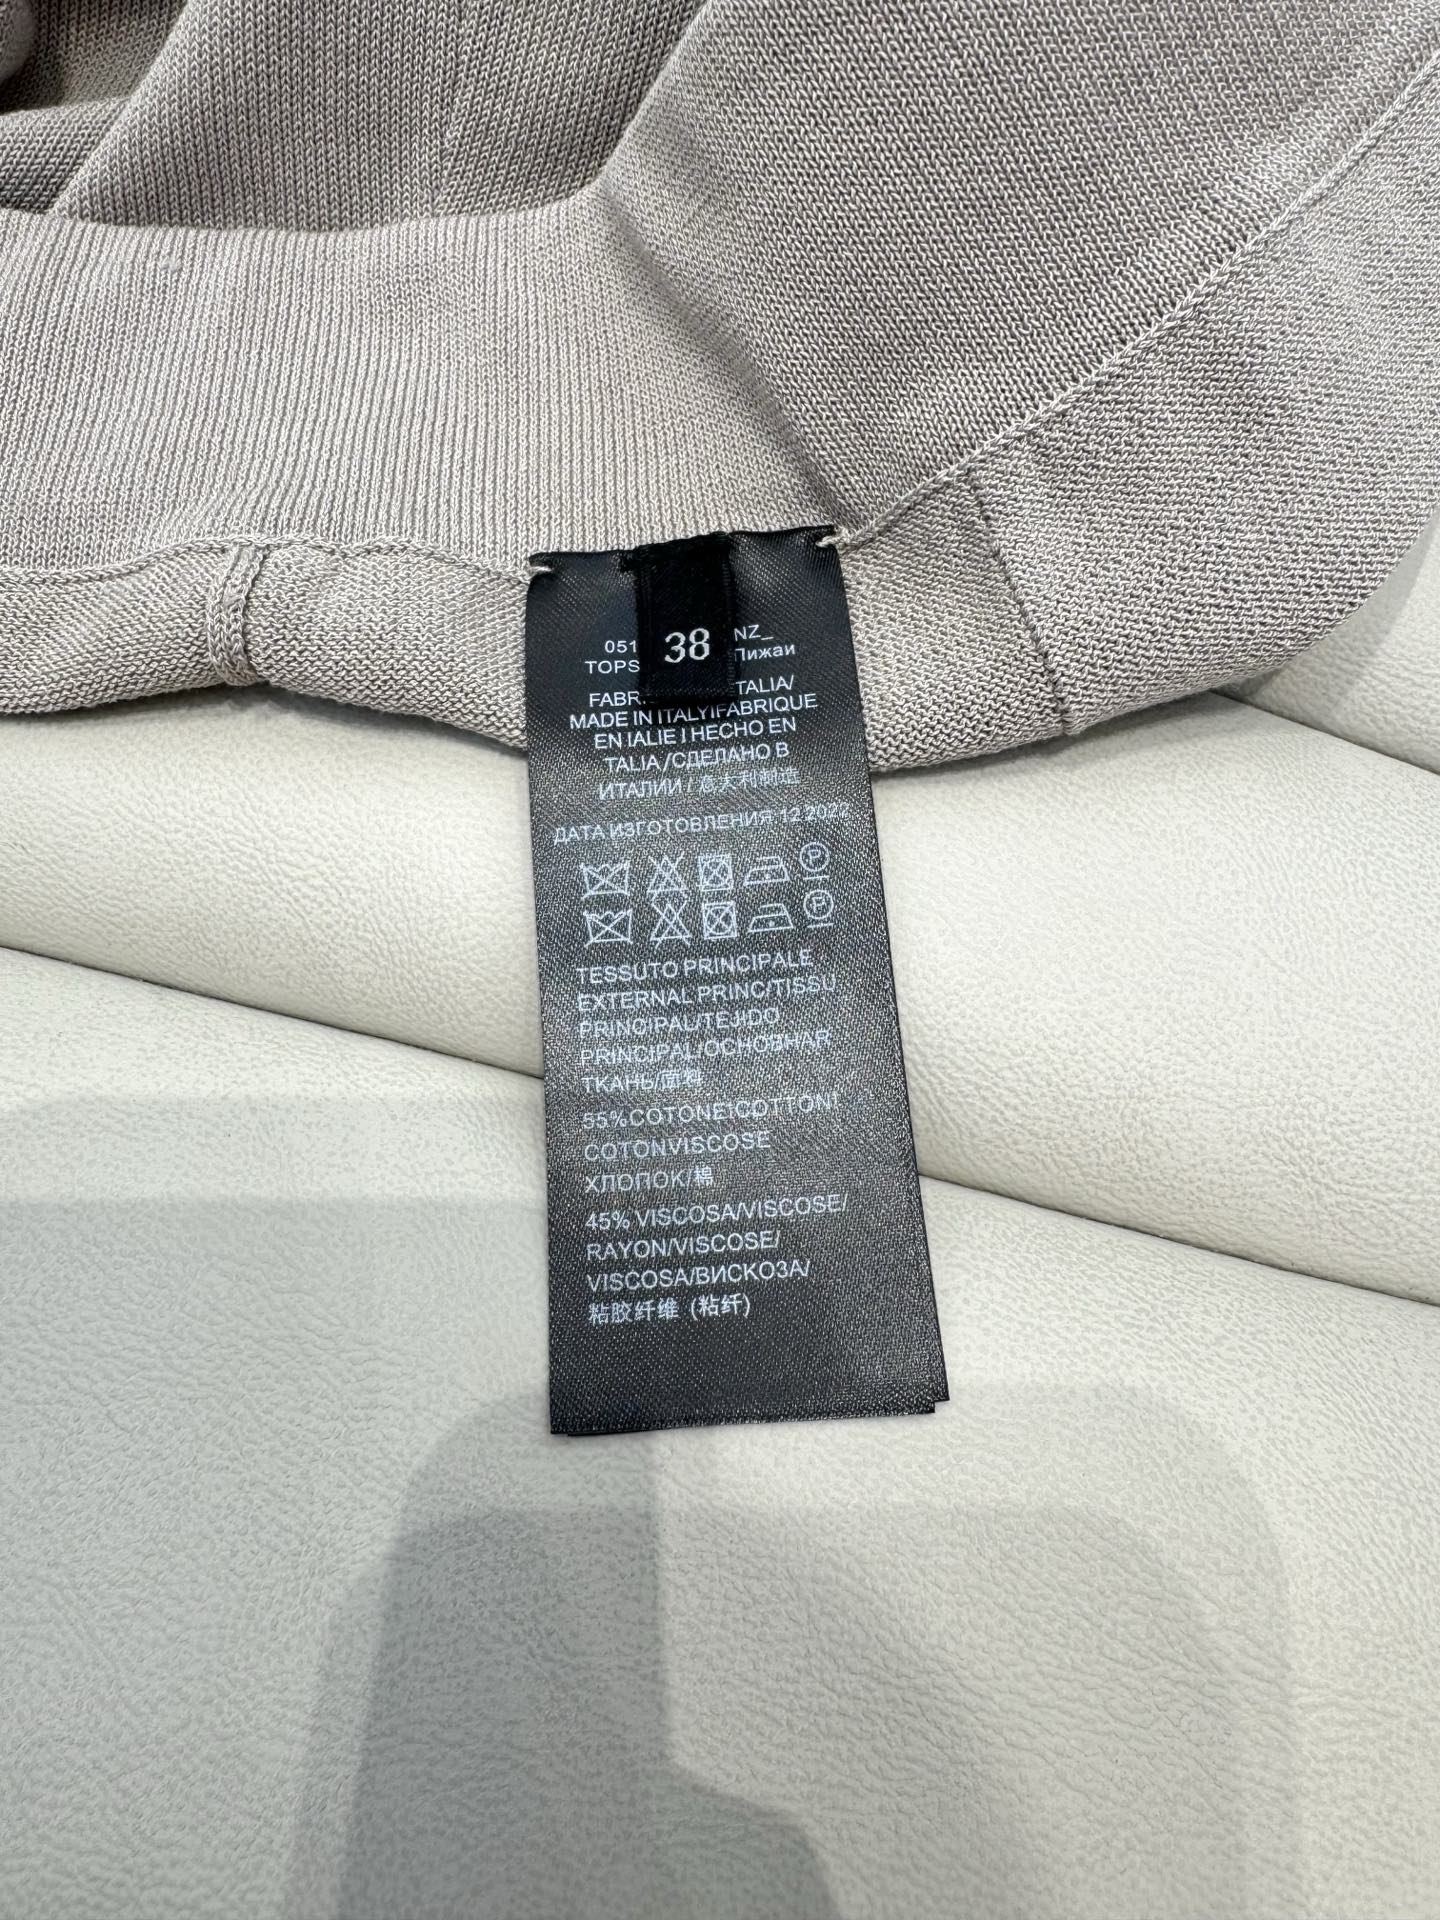 38
051 NZ_
TOPS Пижаи
FABR TALIA/
MADE IN ITALYIFABRIQUE
EN IALIE I HECHO EN
TALIA /СДЕЛАНО В
ИТАЛИИ / 意大利制造
ДАТА ИЗГОТОВЛЕНИЯ 12 2022
P
F
TESSUTO PRINCIPALE
EXTERNAL PRINC/TISSU
PRINCIPAL/TEJIDO
PRINCIPAL/ОСНОВНАЯ
ТКАНЬ/面料
55%COTONE!COTTON!
COTONVISCOSE
ХЛОПОК/棉
45% VISCOSA/VISCOSE/
RAYON/VISCOSE/
VISCOSA/ВИСКОЗА/
粘胶纤维 (粘纤)